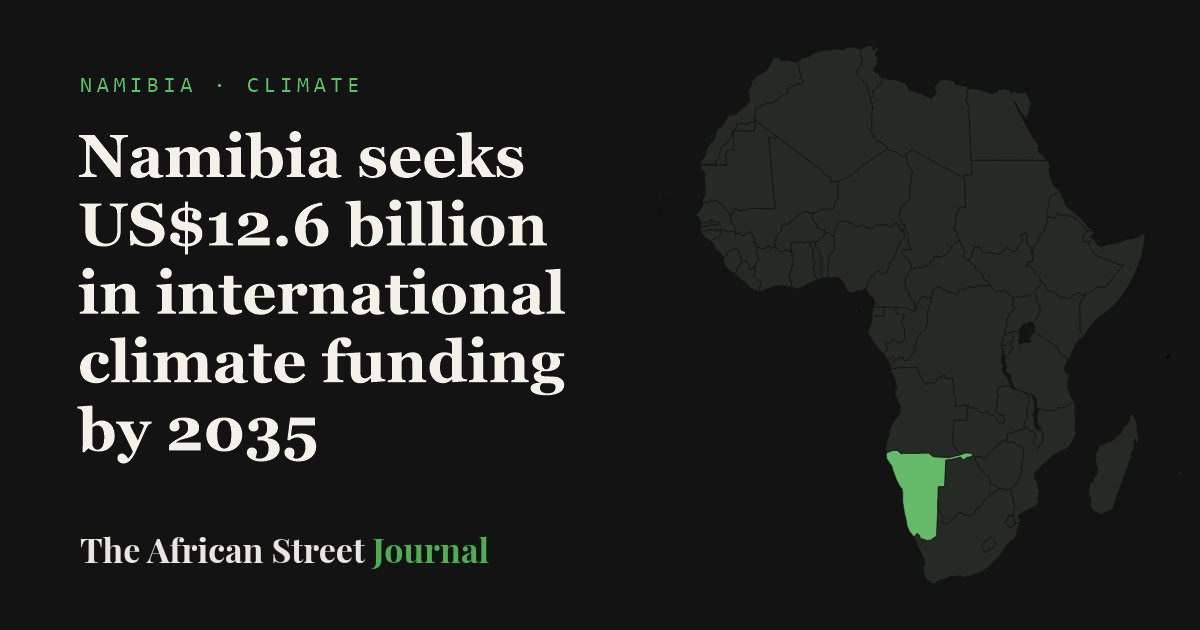 NAMIBIA · CLIMATE
Namibia seeks
US$12.6 billion
in international
climate funding
by 2035
The African Street Journal